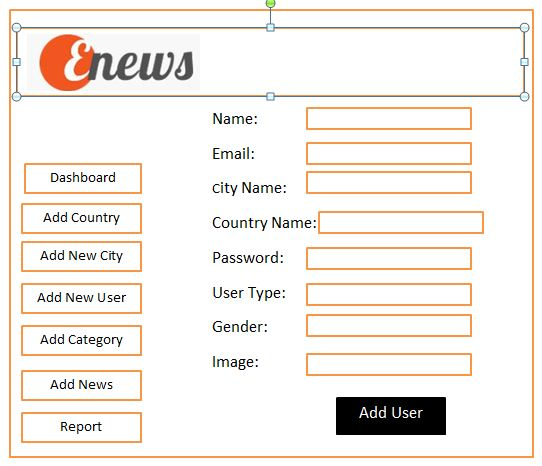 Enews
Name:
Email:
city Name:
Country Name:
Password:
User Type:
Gender:
Image:
Add User
Dashboard
Add Country
Add New City
Add New User
Add Category
Add News
Report